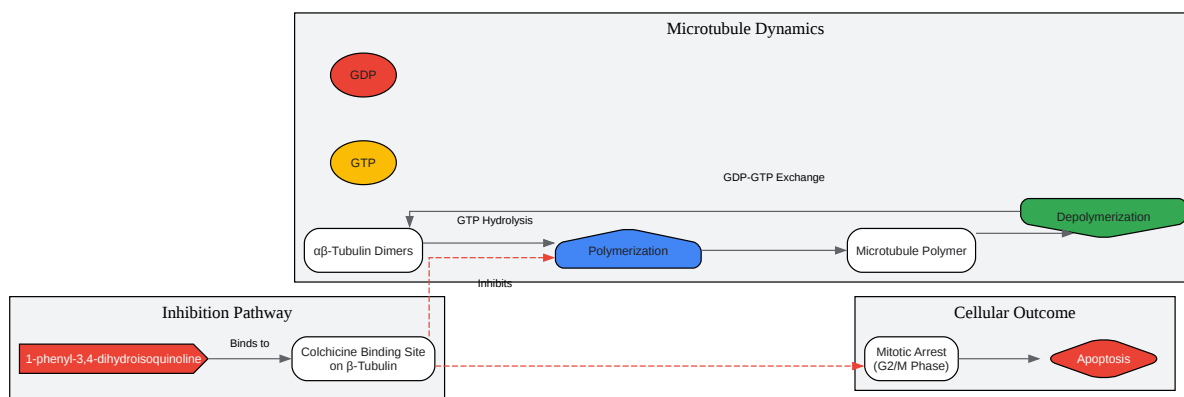 Microtubule Dynamics
GDP
GTP
GDP-GTP Exchange
GTP Hydrolysis
Depolymerization
αβ-Tubulin Dimers
Polymerization
Microtubule Polymer
Inhibits
Inhibition Pathway
1-phenyl-3,4-dihydroisoquinoline
Binds to
Colchicine Binding Site
on β-Tubulin
Cellular Outcome
Mitotic Arrest
(G2/M Phase)
Apoptosis